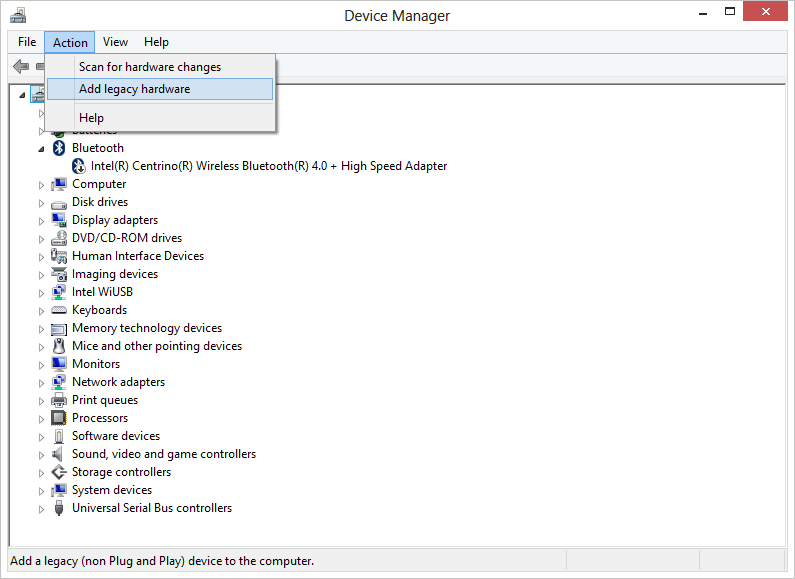 Device Manager
File Action View Help
Scan for hardware changes
Add legacy hardware
Help
Batteries
Bluetooth
Intel(R) Centrino(R) Wireless Bluetooth(R) 4.0 + High Speed Adapter
Computer
Disk drives
Display adapters
DVD/CD-ROM drives
Human Interface Devices
Imaging devices
Intel WiUSB
Keyboards
Memory technology devices
Mice and other pointing devices
Monitors
Network adapters
Print queues
Processors
Software devices
Sound, video and game controllers
Storage controllers
System devices
Universal Serial Bus controllers
Add a legacy (non Plug and Play) device to the computer.